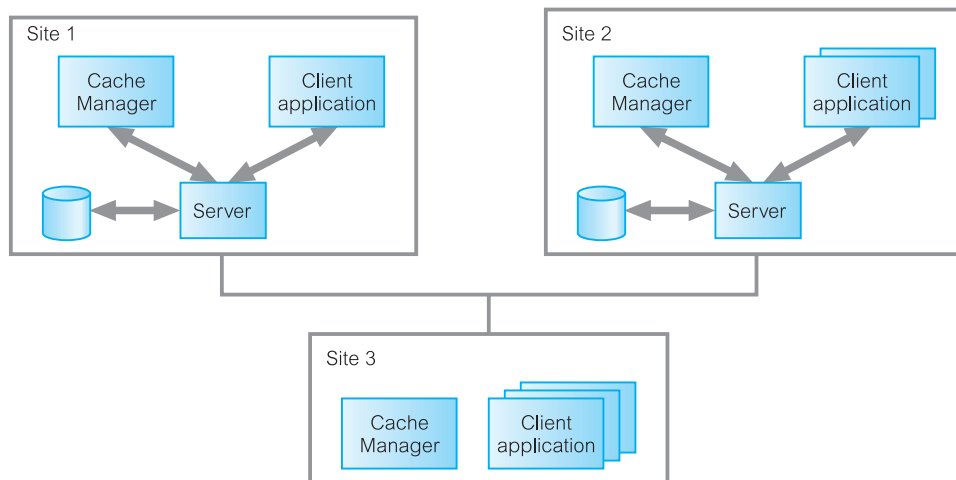 Site 1
Cache
Manager
Client
application
Server
Site 2
Cache
Manager
Client
application
Server
Site 3
Cache
Manager
Client
application